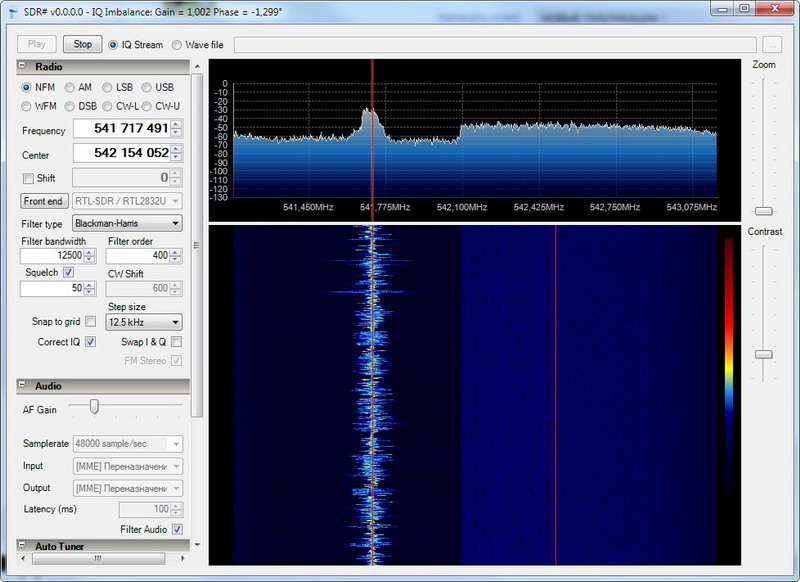 SDR# v0.0.0.0 - IQ Imbalance: Gain = 1,002 Phase = -1,299°
Play Stop IQ Stream Wave file ...
Radio
NFM AM LSB USB
WFM DSB CW-L CW-U
Frequency 541 717 491
Center 542 154 052
Shift 0
Front end RTL-SDR / RTL2832U
Filter type Blackman-Harris
Filter bandwidth Filter order
12500 400
Squelch CW Shift
50 600
Step size
Snap to grid 12.5 kHz
Correct IQ Swap I & Q
FM Stereo
Audio
AF Gain
Samplerate 48000 sample/sec
Input [MME] Переназначени
Output [MME] Переназначени
Latency (ms) 100
Filter Audio
Auto Tuner
0
-10
-20
-30
-40
-50
-60
-70
-80
-90
-100
-110
-120
-130
541,450MHz 541,775MHz 542,100MHz 542,425MHz 542,750MHz 543,075MHz
Zoom
Contrast